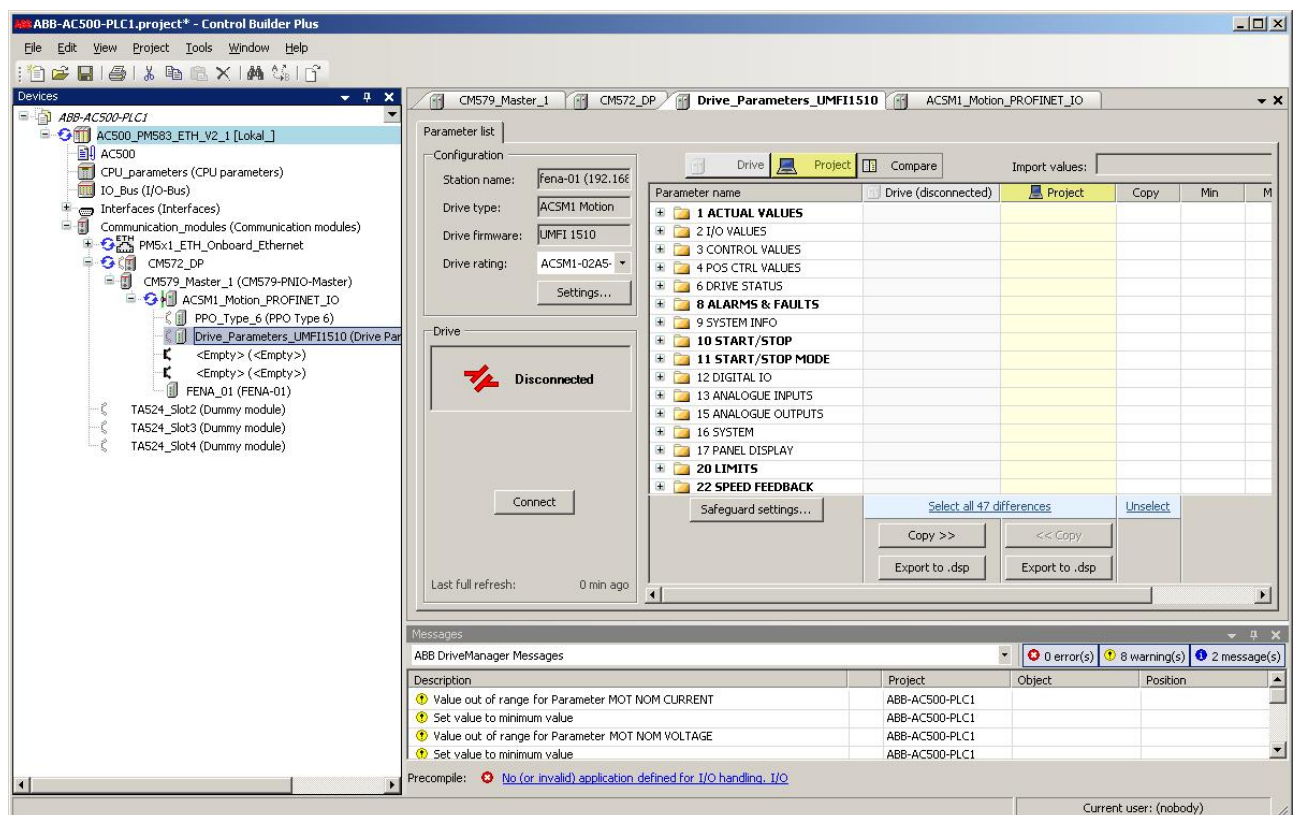 ABB ABB-AC500-PLC1.project* - Control Builder Plus
File Edit View Project Tools Window Help
Devices
ABB-AC500-PLC1
AC500_PM583_ETH_V2_1 [Lokal_]
AC500
CPU_parameters (CPU parameters)
IO_Bus (I/O-Bus)
Interfaces (Interfaces)
Communication_modules (Communication modules)
ETH PM5x1_ETH_Onboard_Ethernet
CM572_DP
CM579_Master_1 (CM579-PNIO-Master)
ACSM1_Motion_PROFINET_IO
PPO_Type_6 (PPO Type 6)
Drive_Parameters_UMFI1510 (Drive Par
<Empty> (<Empty>)
<Empty> (<Empty>)
FENA_01 (FENA-01)
TA524_Slot2 (Dummy module)
TA524_Slot3 (Dummy module)
TA524_Slot4 (Dummy module)
CM579_Master_1 CM572_DP Drive_Parameters_UMFI1510 ACSM1_Motion_PROFINET_IO
Parameter list
Configuration
Station name: fena-01 (192.168
Drive type: ACSM1 Motion
Drive firmware: UMFI 1510
Drive rating: ACSM1-02A5-
Settings...
Drive
Disconnected
Connect
Last full refresh: 0 min ago
Drive Project Compare Import values:
Parameter name Drive (disconnected) Project Copy Min M
1 ACTUAL VALUES
2 I/O VALUES
3 CONTROL VALUES
4 POS CTRL VALUES
6 DRIVE STATUS
8 ALARMS & FAULTS
9 SYSTEM INFO
10 START/STOP
11 START/STOP MODE
12 DIGITAL IO
13 ANALOGUE INPUTS
15 ANALOGUE OUTPUTS
16 SYSTEM
17 PANEL DISPLAY
20 LIMITS
22 SPEED FEEDBACK
Safeguard settings... Select all 47 differences Unselect
Copy >> << Copy
Export to .dsp Export to .dsp
Messages
ABB DriveManager Messages 0 error(s) 8 warning(s) 2 message(s)
Description Project Object Position
Value out of range for Parameter MOT NOM CURRENT ABB-AC500-PLC1
Set value to minimum value ABB-AC500-PLC1
Value out of range for Parameter MOT NOM VOLTAGE ABB-AC500-PLC1
Set value to minimum value ABB-AC500-PLC1
Precompile: No (or invalid) application defined for I/O handling. I/O
Current user: (nobody)